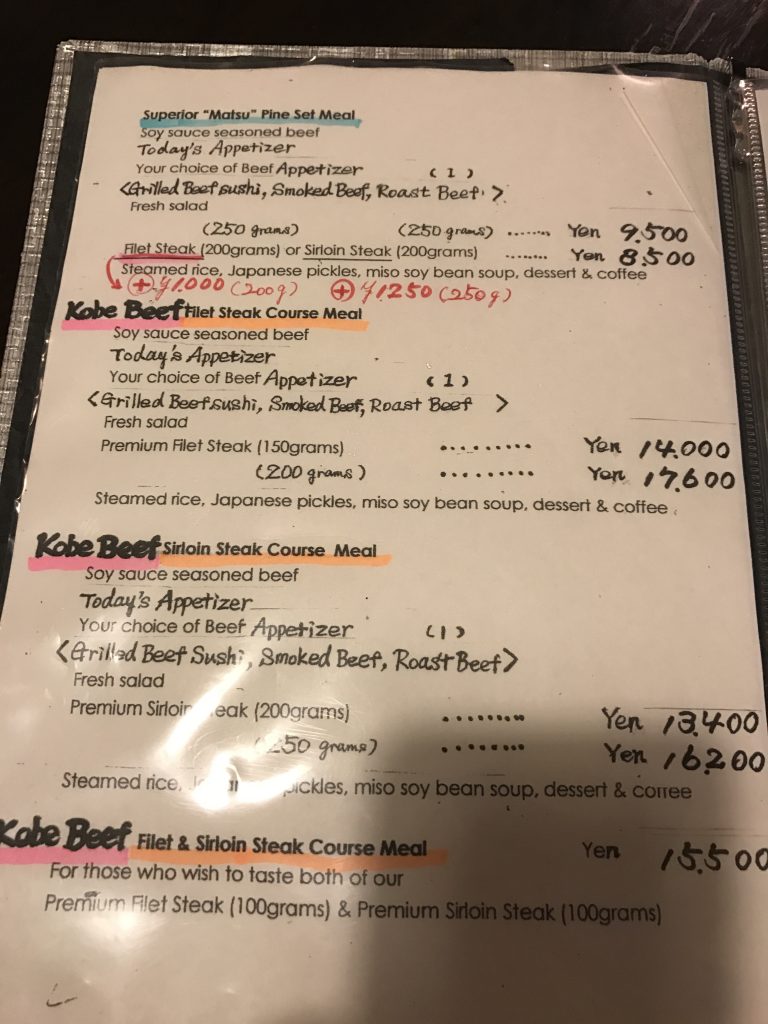 Superior "Matsu" Pine Set Meal
Soy sauce seasoned beef
Today's Appetizer
Your choice of Beef Appetizer (1)
<Grilled Beef sushi, Smoked Beef, Roast Beef>
Fresh salad
(250 grams) (250 grams) ........ Yen 9.500
Filet Steak (200grams) or Sirloin Steak (200grams) ........ Yen 8.500
Steamed rice, Japanese pickles, miso soy bean soup, dessert & coffee
⊕ ¥1.000 (200g) ⊕ ¥1250 (250g)
Kobe Beef Filet Steak Course Meal
Soy sauce seasoned beef
Today's Appetizer
Your choice of Beef Appetizer (1)
<Grilled Beef sushi, Smoked Beef, Roast Beef >
Fresh salad
Premium Filet Steak (150grams) ......... Yen 14.000
(200 grams) ......... Yen 17.600
Steamed rice, Japanese pickles, miso soy bean soup, dessert & coffee
Kobe Beef Sirloin Steak Course Meal
Soy sauce seasoned beef
Today's Appetizer
Your choice of Beef Appetizer (1)
<Grilled Beef Sushi, Smoked Beef, Roast Beef>
Fresh salad
Premium Sirloin Steak (200grams) ......... Yen 13.400
(250 grams) ........ Yen 16.200
Steamed rice, Japanese pickles, miso soy bean soup, dessert & coffee
Kobe Beef Filet & Sirloin Steak Course Meal Yen 15.500
For those who wish to taste both of our
Premium Filet Steak (100grams) & Premium Sirloin Steak (100grams)